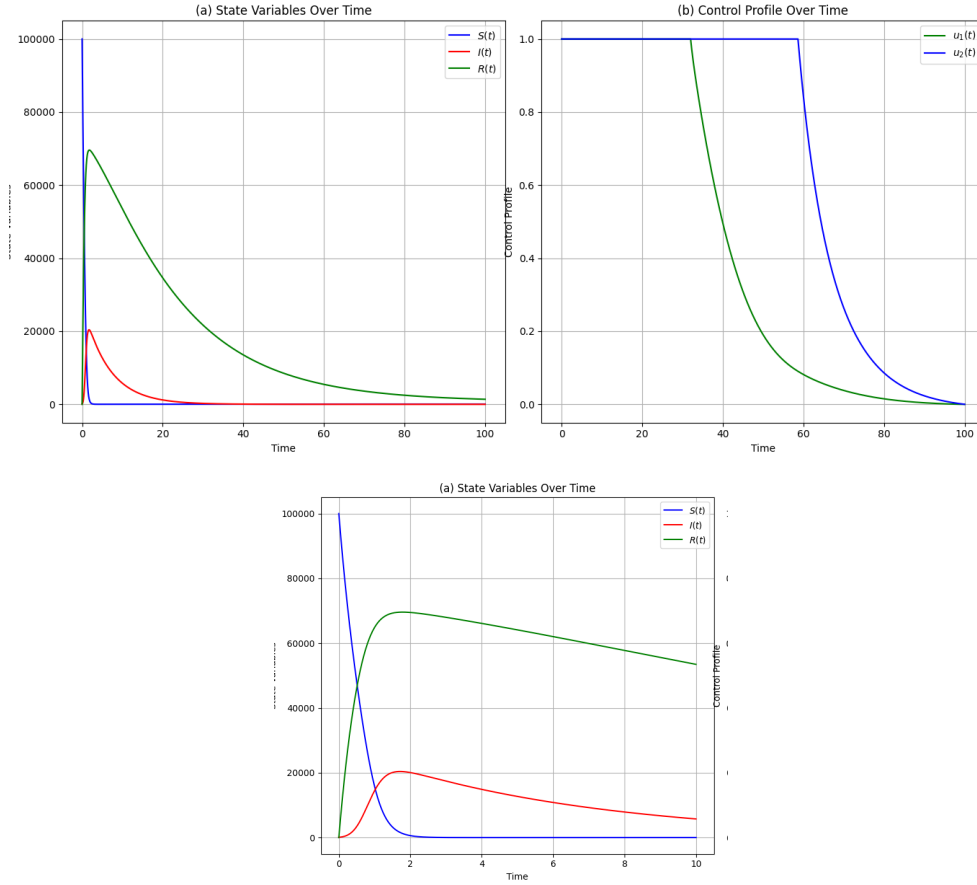 (a) State Variables Over Time
100000
80000
60000
40000
20000
0
0
20
40
60
80
100
Time
S(t)
I(t)
R(t)
(b) Control Profile Over Time
Control Profile
1.0
0.8
0.6
0.4
0.2
0.0
0
20
40
60
80
100
Time
u₁(t)
u₂(t)
(a) State Variables Over Time
100000
80000
60000
40000
20000
0
0
2
4
6
8
10
Time
S(t)
I(t)
R(t)
Control Profile